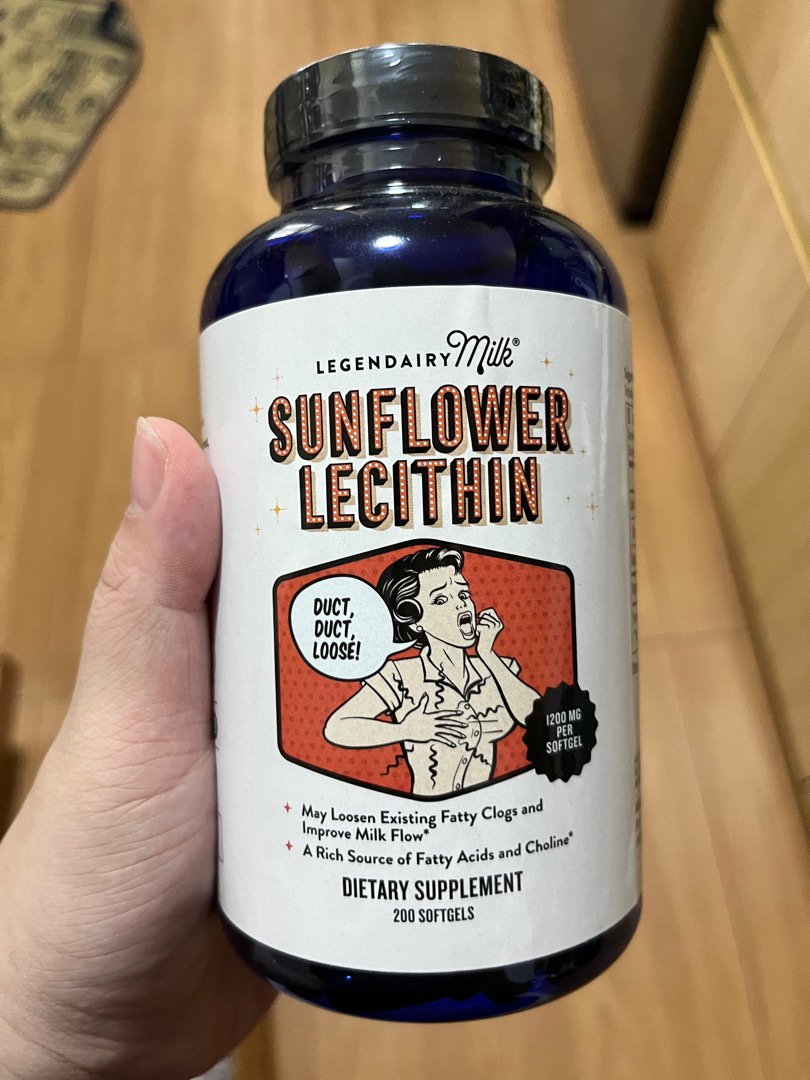 LEGENDAIRY Milk®
SUNFLOWER
LECITHIN
DUCT,
DUCT,
LOOSE!
1200 MG
PER
SOFTGEL
May Loosen Existing Fatty Clogs and
Improve Milk Flow*
A Rich Source of Fatty Acids and Choline*
DIETARY SUPPLEMENT
200 SOFTGELS